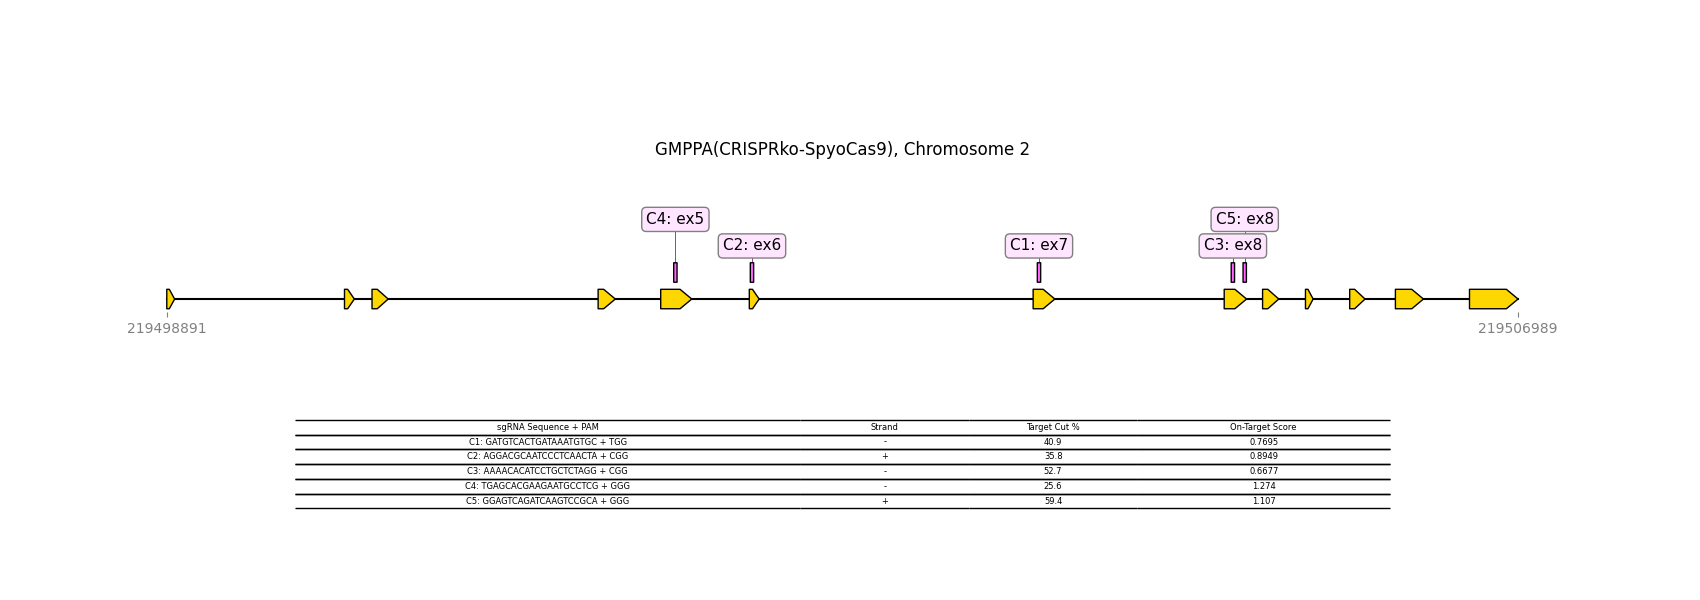 GMPPA(CRISPRko-SpyoCas9), Chromosome 2
C4: ex5
C5: ex8
C2: ex6
C1: ex7
C3: ex8
219498891
219506989
sgRNA Sequence + PAM Strand Target Cut % On-Target Score
C1: GATGTCACTGATAAATGTGC + TGG - 40.9 0.7695
C2: AGGACGCAATCCCTCAACTA + CGG + 35.8 0.8949
C3: AAAACACATCCTGCTCTAGG + CGG - 52.7 0.6677
C4: TGAGCACGAAGAATGCCTCG + GGG - 25.6 1.274
C5: GGAGTCAGATCAAGTCCGCA + GGG + 59.4 1.107